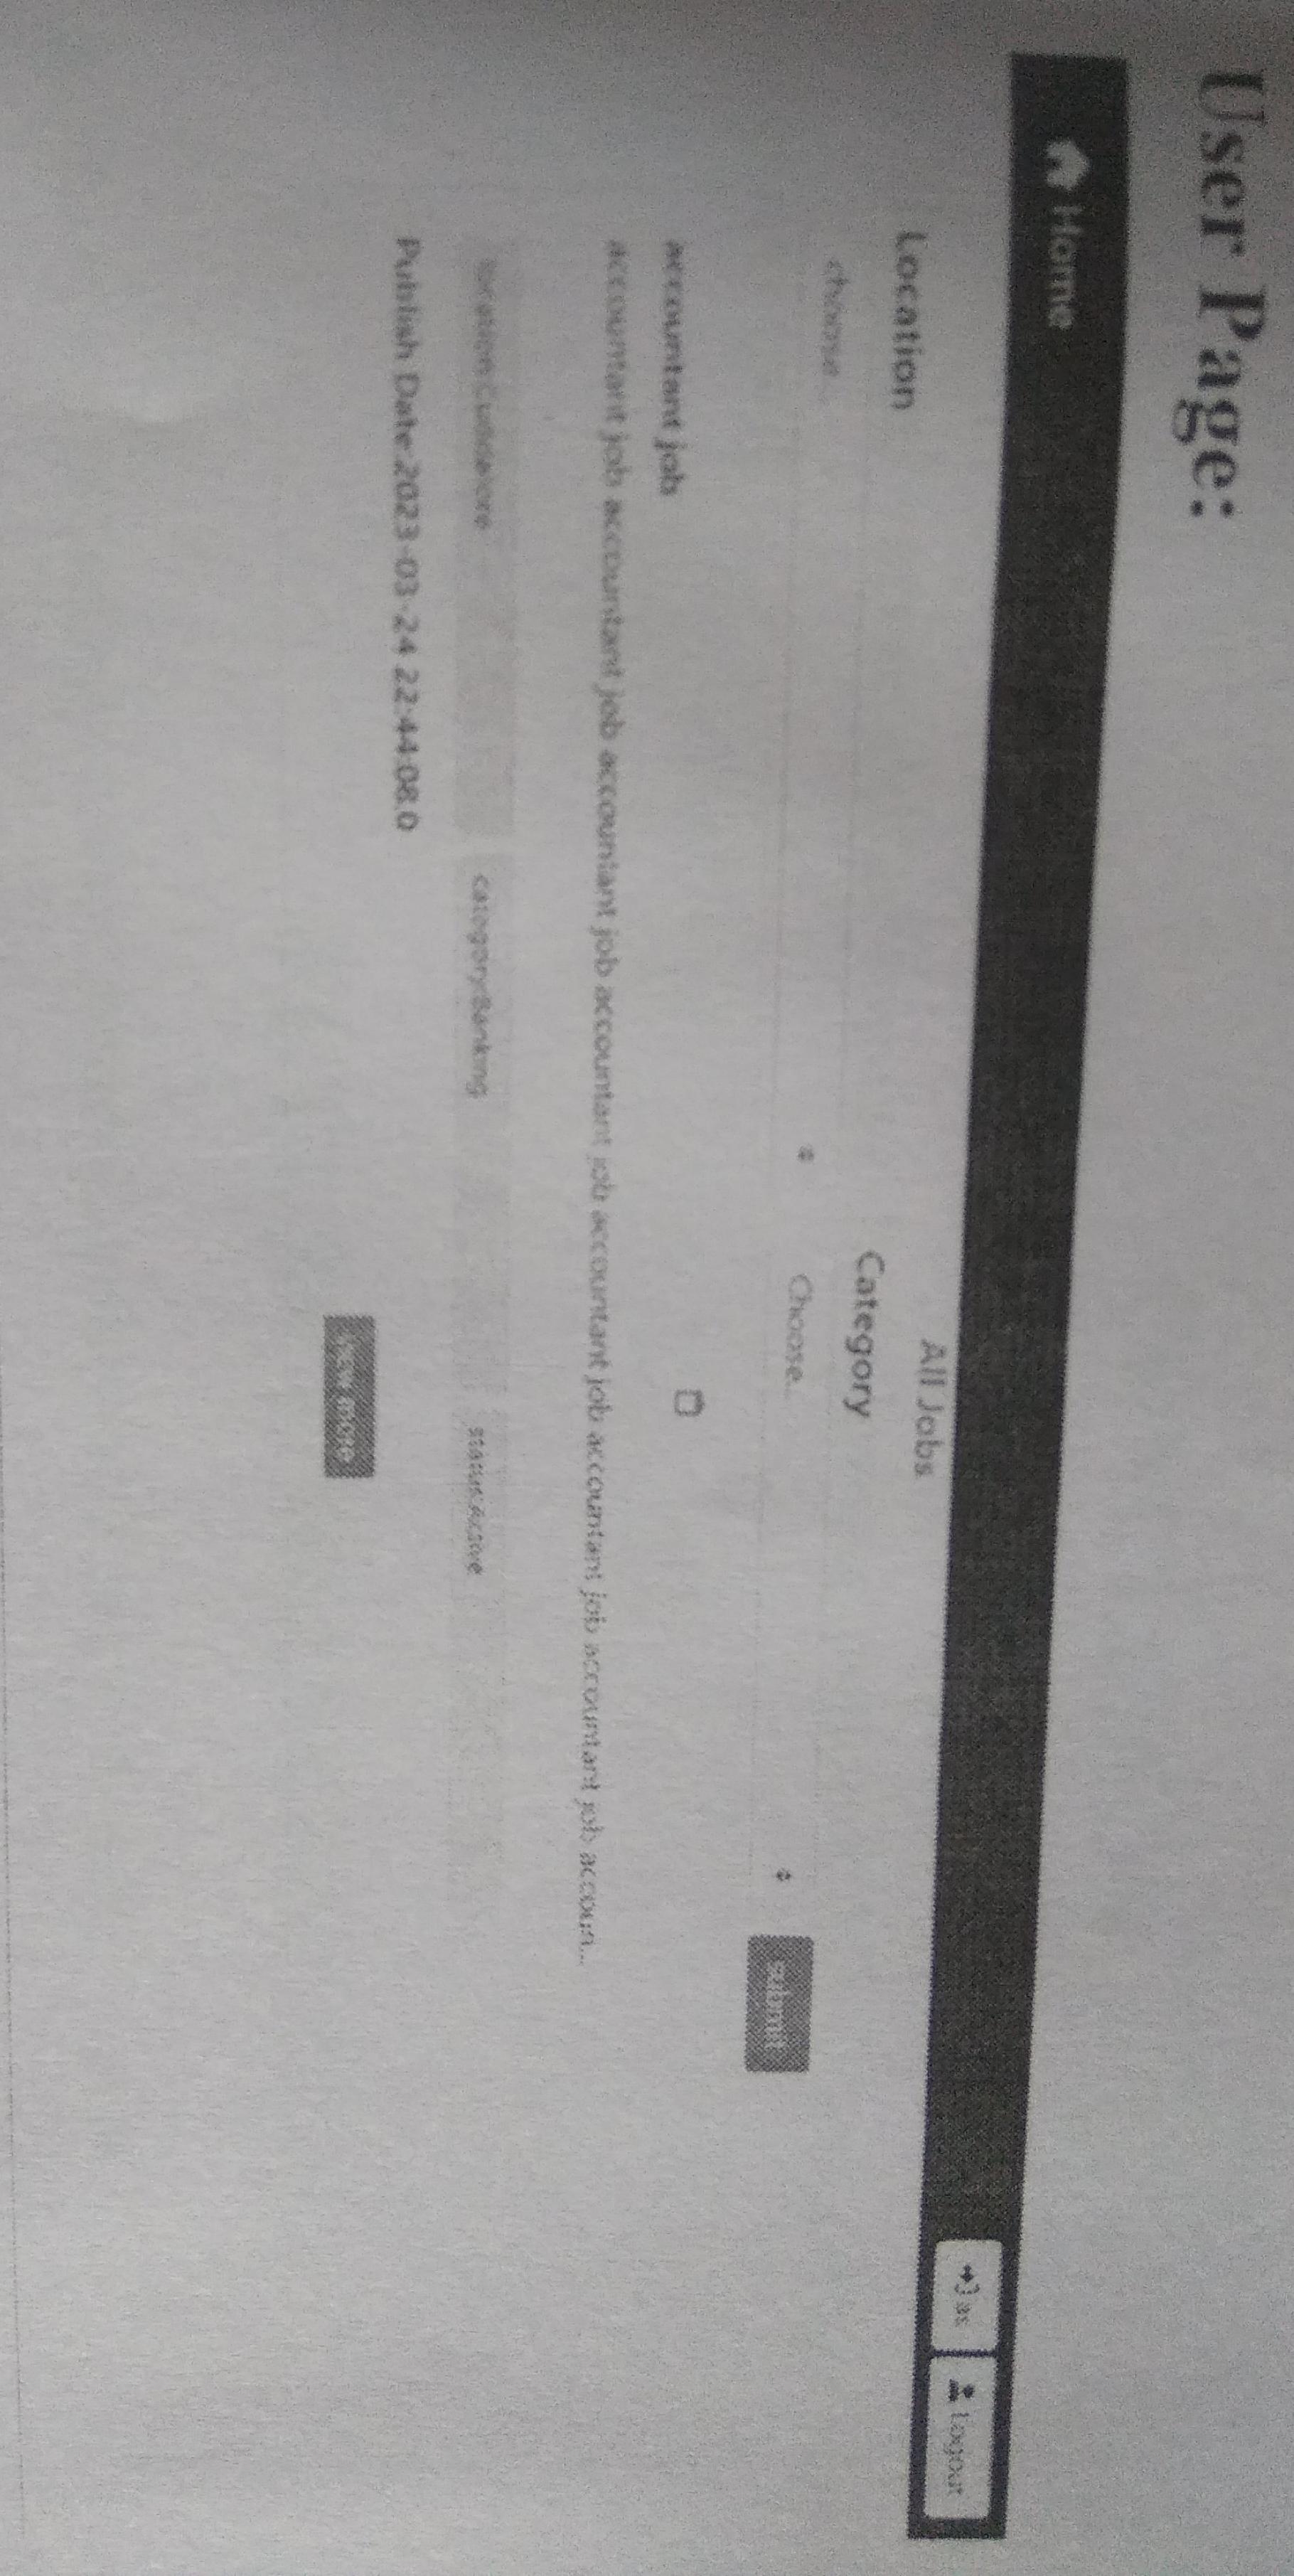 User Page:
Home
as Logout
All Jobs
Location
Category
choose...
Choose...
submit
accountant job
accountant job accountant job accountant job accountant job accountant job accountant job accountant job accoun...
location:Cuddalore category:Banking status:Active
Publish Date:2023-03-24 22:44:08.0
view more